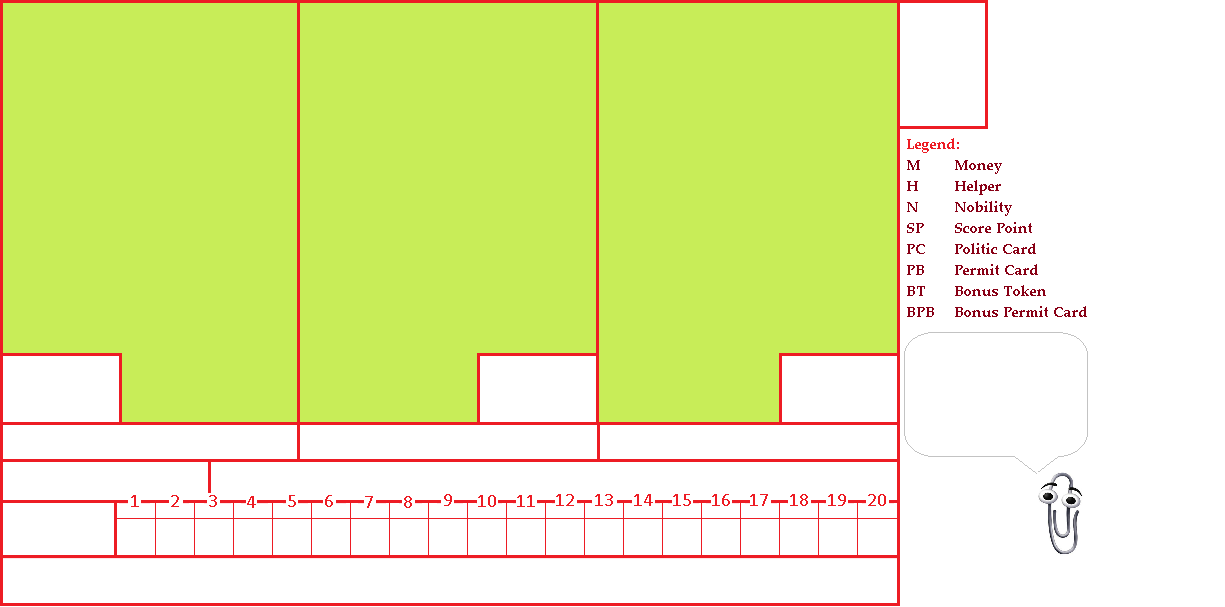 Legend:
M Money
H Helper
N Nobility
SP Score Point
PC Politic Card
PB Permit Card
BT Bonus Token
BPB Bonus Permit Card
1 2 3 4 5 6 7 8 9 10 11 12 13 14 15 16 17 18 19 20